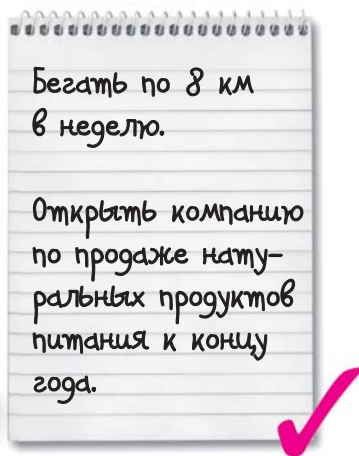 Бегать по 8 км
в неделю.
Открыть компанию
по продаже нату-
ральных продуктов
питания к концу
года.